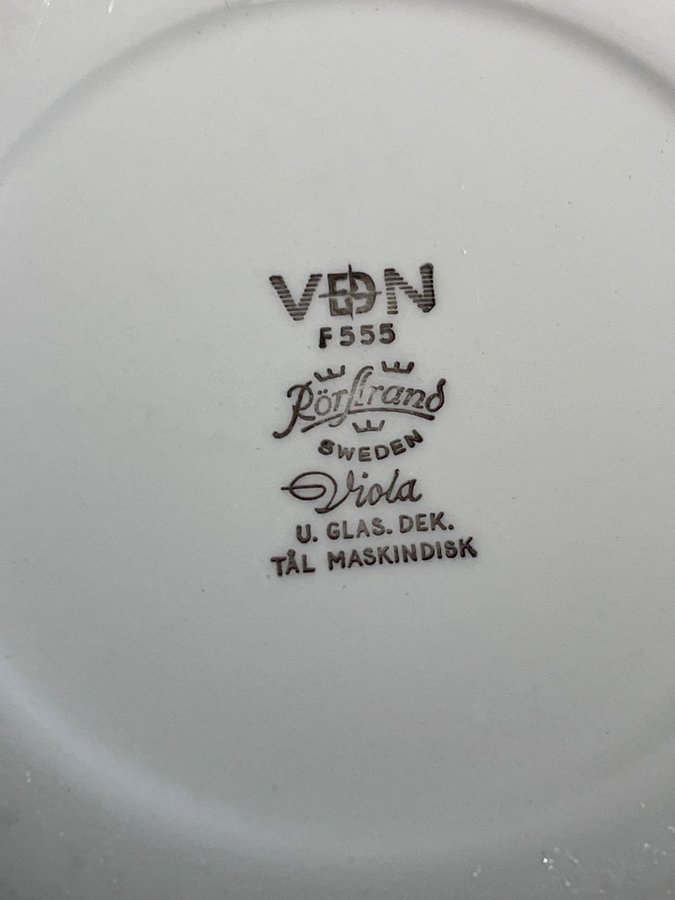 VDN
F555
Rörstrand
SWEDEN
Viola
U. GLAS. DEK.
TÅL MASKINDISK